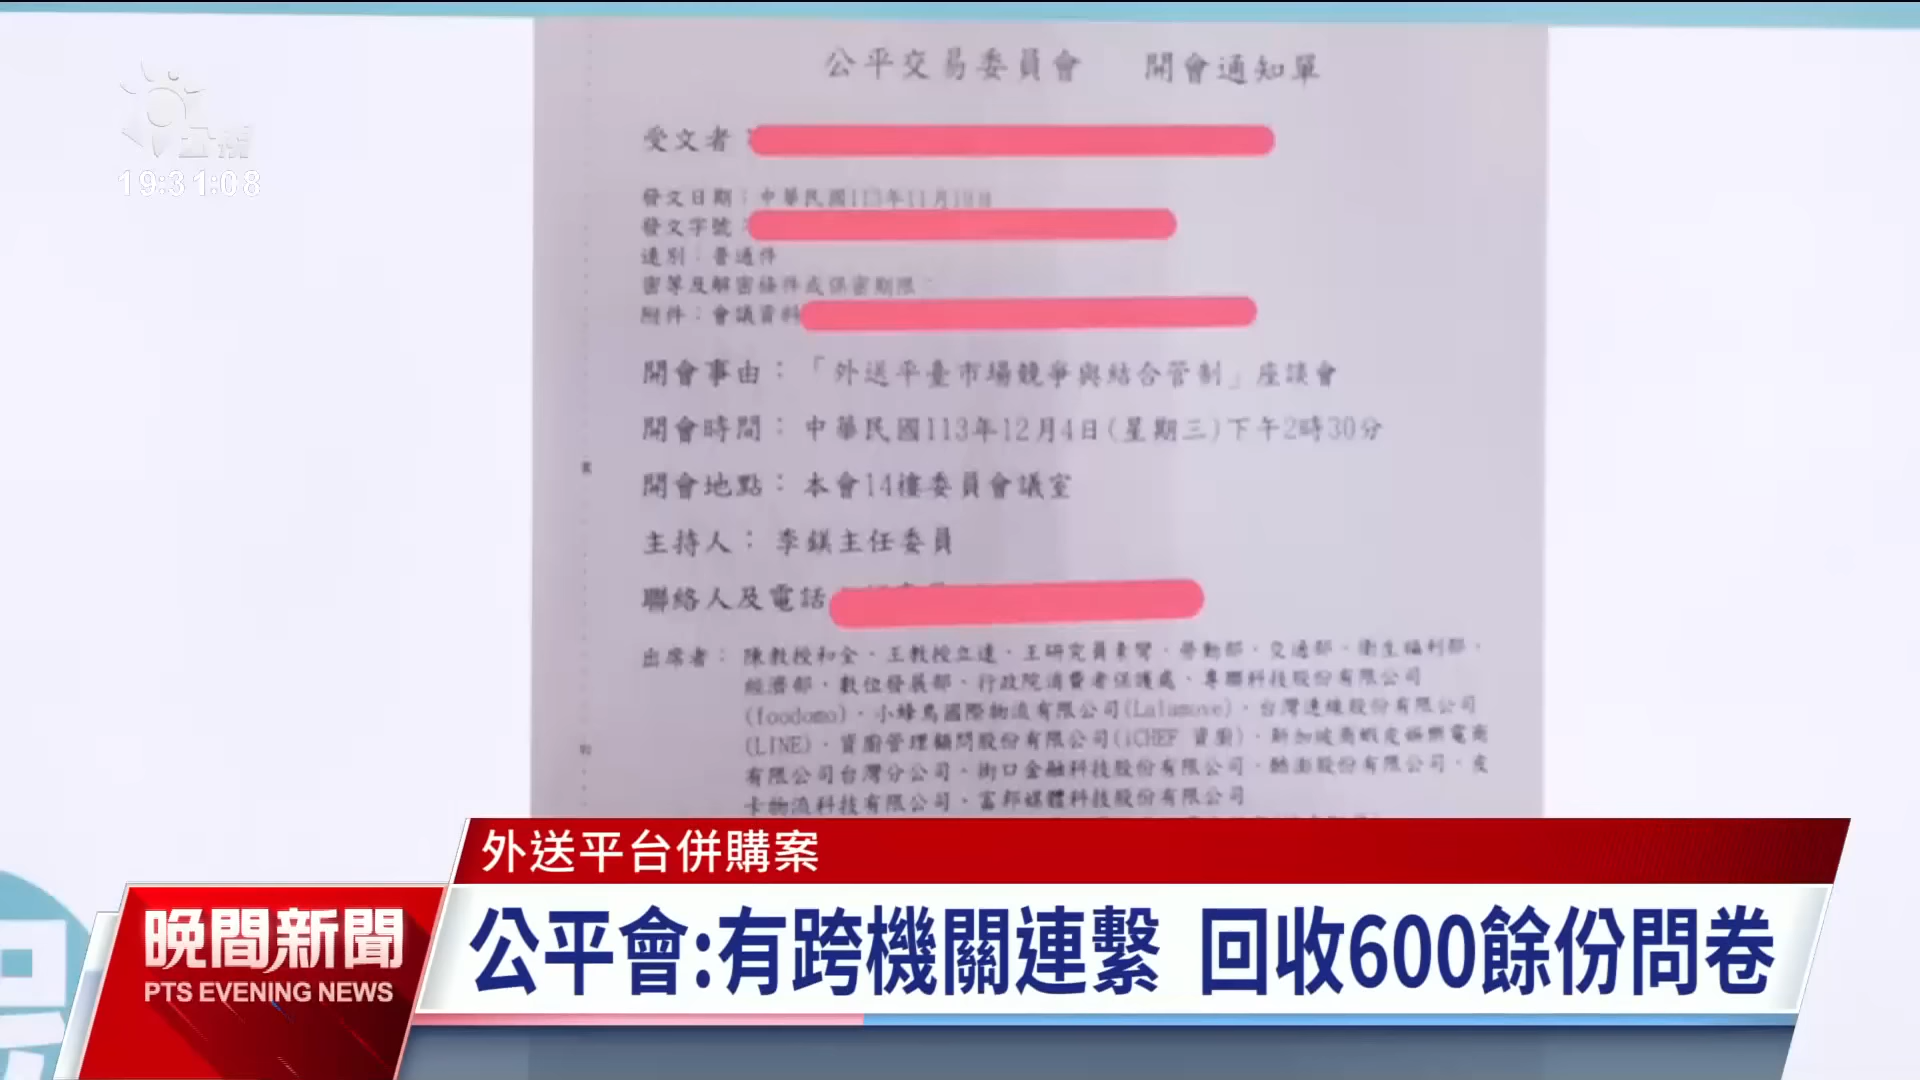 公視
19:31:08
公平交易委員會 開會通知單
受文者：
發文日期：中華民國113年11月19日
發文字號：
速別：普通件
密等及解密條件或保密期限：
附件：會議資料
開會事由：「外送平臺市場競爭與結合管制」座談會
開會時間：中華民國113年12月4日(星期三)下午2時30分
開會地點：本會14樓委員會議室
主持人：李鎂主任委員
聯絡人及電話
出席者：陳教授和全、王教授立達、王研究員素彎、勞動部、交通部、衛生福利部、
經濟部、數位發展部、行政院消費者保護處、專聯科技股份有限公司
(foodomo)、小蜂鳥國際物流有限公司(Lalamove)、台灣連線股份有限公司
(LINE)、資廚管理顧問股份有限公司(iCHEF 資廚)、新加坡商蝦皮娛樂電商
有限公司台灣分公司、街口金融科技股份有限公司、酷澎股份有限公司、皮
卡物流科技有限公司、富邦媒體科技股份有限公司
外送平台併購案
公平會:有跨機關連繫 回收600餘份問卷
晚間新聞
PTS EVENING NEWS